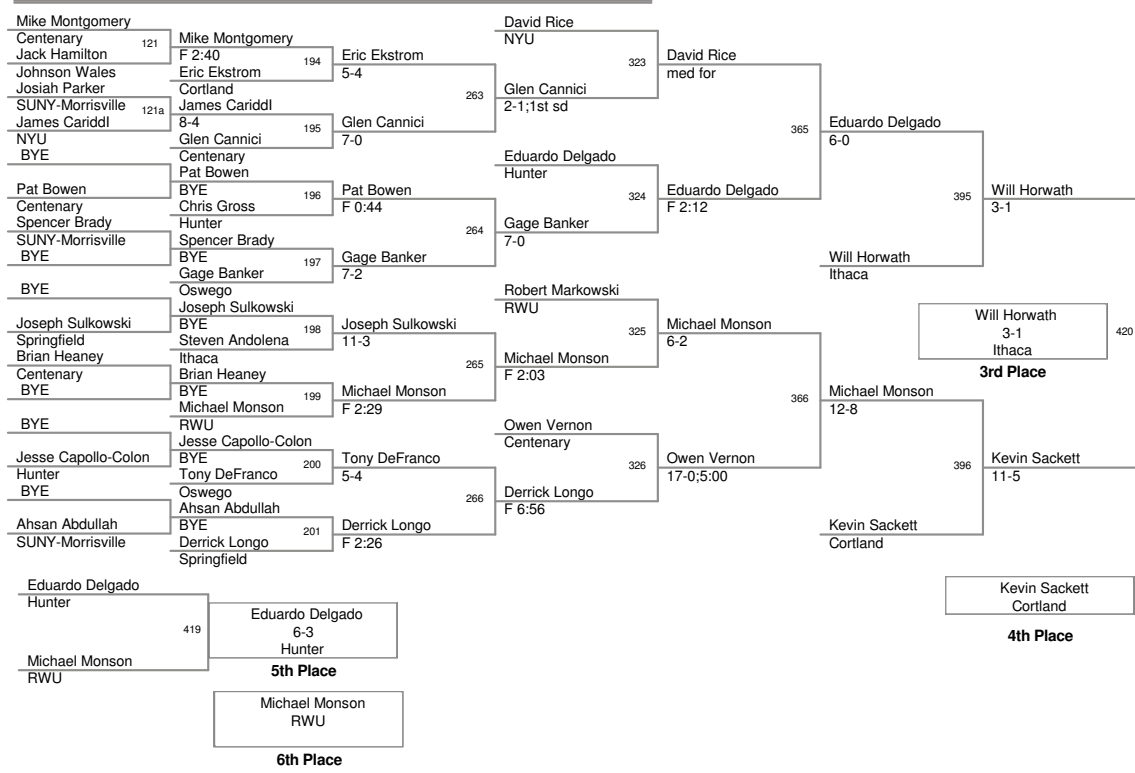 Mike Montgomery
Centenary
121
Jack Hamilton
Johnson Wales
Josiah Parker
SUNY-Morrisville
121a
James CariddI
NYU
BYE
Pat Bowen
Centenary
Spencer Brady
SUNY-Morrisville
BYE
BYE
Joseph Sulkowski
Springfield
Brian Heaney
Centenary
BYE
BYE
Jesse Capollo-Colon
Hunter
BYE
Ahsan Abdullah
SUNY-Morrisville
Mike Montgomery
F 2:40
194
Eric Ekstrom
Cortland
James CariddI
8-4
195
Glen Cannici
Centenary
Pat Bowen
BYE
196
Chris Gross
Hunter
Spencer Brady
BYE
197
Gage Banker
Oswego
Joseph Sulkowski
BYE
198
Steven Andolena
Ithaca
Brian Heaney
BYE
199
Michael Monson
RWU
Jesse Capollo-Colon
BYE
200
Tony DeFranco
Oswego
Ahsan Abdullah
BYE
201
Derrick Longo
Springfield
Eric Ekstrom
5-4
263
Glen Cannici
7-0
Pat Bowen
F 0:44
264
Gage Banker
7-2
Joseph Sulkowski
11-3
265
Michael Monson
F 2:29
Tony DeFranco
5-4
266
Derrick Longo
F 2:26
David Rice
NYU
323
Glen Cannici
2-1;1st sd
Eduardo Delgado
Hunter
324
Gage Banker
7-0
Robert Markowski
RWU
325
Michael Monson
F 2:03
Owen Vernon
Centenary
326
Derrick Longo
F 6:56
David Rice
med for
365
Eduardo Delgado
F 2:12
Michael Monson
6-2
366
Owen Vernon
17-0;5:00
Eduardo Delgado
6-0
395
Will Horwath
Ithaca
Michael Monson
12-8
396
Kevin Sackett
Cortland
Will Horwath
3-1
Kevin Sackett
11-5
Will Horwath
3-1
Ithaca
420
3rd Place
Kevin Sackett
Cortland
4th Place
Eduardo Delgado
Hunter
419
Michael Monson
RWU
Eduardo Delgado
6-3
Hunter
5th Place
Michael Monson
RWU
6th Place